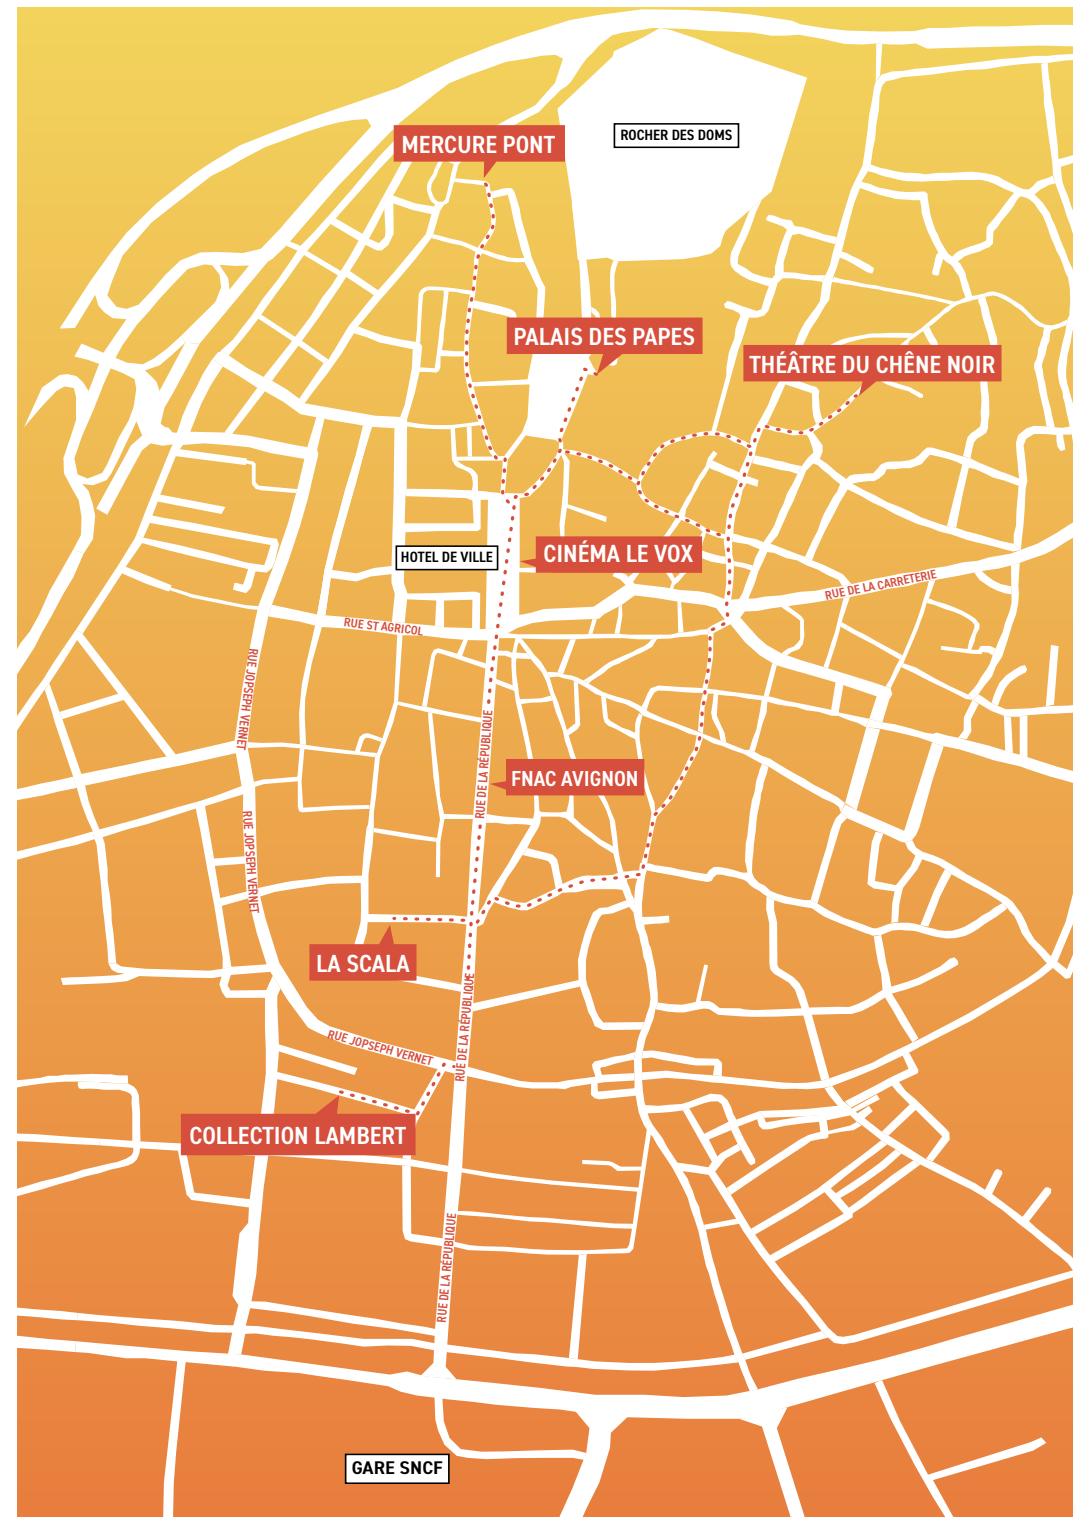 ROCHER DES DOMS
MERCURE PONT
PALAIS DES PAPES
THÉÂTRE DU CHÊNE NOIR
HOTEL DE VILLE
CINÉMA LE VOX
RUE DE LA CARRETERIE
RUE ST AGRICOL
RUE JOPSEPH VERNET
RUE DE LA RÉPUBLIQUE
FNAC AVIGNON
RUE JOPSEPH VERNET
LA SCALA
RUE DE LA RÉPUBLIQUE
RUE JOPSEPH VERNET
COLLECTION LAMBERT
RUE DE LA RÉPUBLIQUE
GARE SNCF